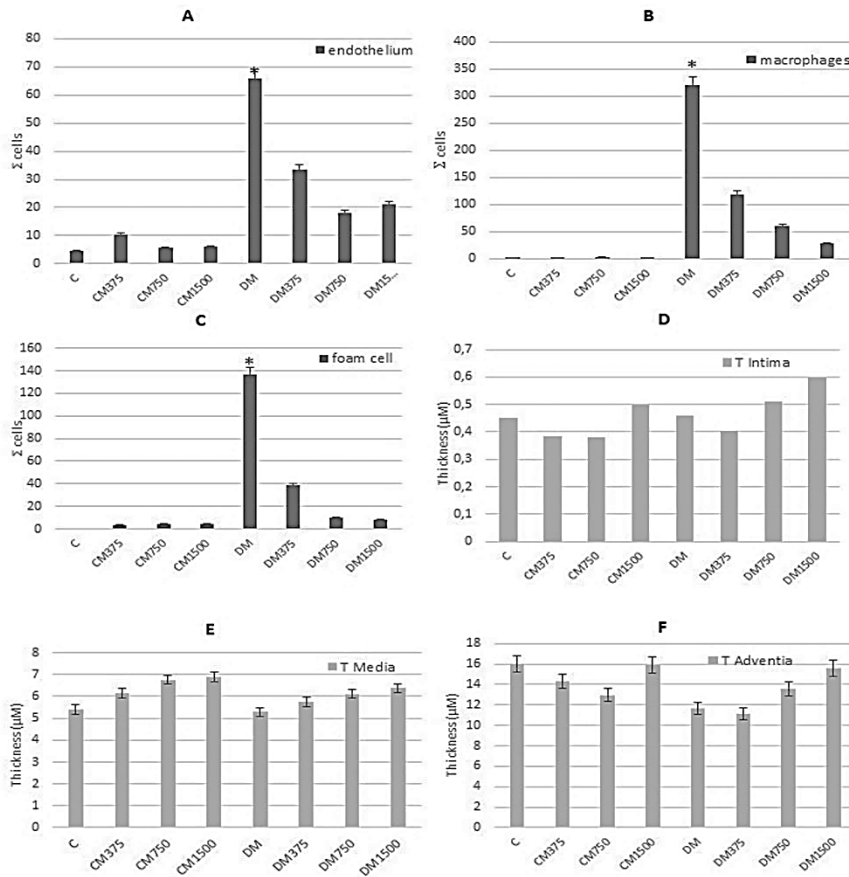 A
80
70
60
50
40
30
20
10
0
Σ cells
endothelium
*
C
CM375
CM750
CM1500
DM
DM375
DM750
DM15...
B
400
350
300
250
200
150
100
50
0
Σ cells
macrophages
*
C
CM375
CM750
CM1500
DM
DM375
DM750
DM1500
C
160
140
120
100
80
60
40
20
0
Σ cells
foam cell
*
C
CM375
CM750
CM1500
DM
DM375
DM750
DM1500
D
0,7
0,6
0,5
0,4
0,3
0,2
0,1
0
Thickness (µM)
T Intima
C
CM375
CM750
CM1500
DM
DM375
DM750
DM1500
E
8
7
6
5
4
3
2
1
0
Thickness (µM)
T Media
C
CM375
CM750
CM1500
DM
DM375
DM750
DM1500
F
18
16
14
12
10
8
6
4
2
0
Thickness (µM)
T Adventia
C
CM375
CM750
CM1500
DM
DM375
DM750
DM1500